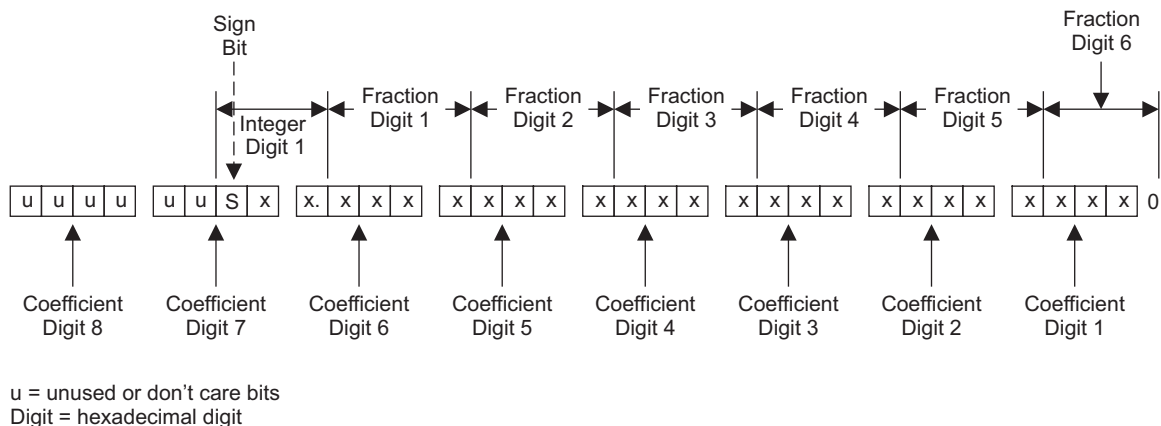 Sign
Bit
Fraction
Digit 6
Integer
Digit 1
Fraction
Digit 1
Fraction
Digit 2
Fraction
Digit 3
Fraction
Digit 4
Fraction
Digit 5
u u u u u u S x x. x x x x x x x x x x x x x x x x x x x x x x x 0
Coefficient
Digit 8
Coefficient
Digit 7
Coefficient
Digit 6
Coefficient
Digit 5
Coefficient
Digit 4
Coefficient
Digit 3
Coefficient
Digit 2
Coefficient
Digit 1
u = unused or don’t care bits
Digit = hexadecimal digit